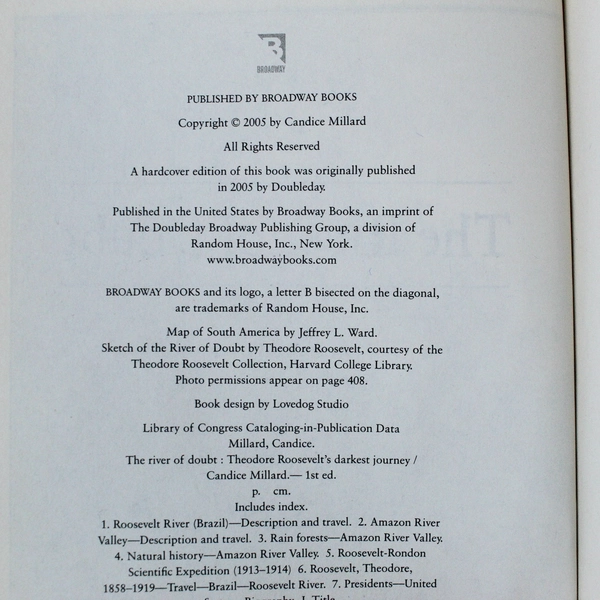 BROADWAY
PUBLISHED BY BROADWAY BOOKS
Copyright © 2005 by Candice Millard
All Rights Reserved
A hardcover edition of this book was originally published
in 2005 by Doubleday.
Published in the United States by Broadway Books, an imprint of
The Doubleday Broadway Publishing Group, a division of
Random House, Inc., New York.
www.broadwaybooks.com
BROADWAY BOOKS and its logo, a letter B bisected on the diagonal,
are trademarks of Random House, Inc.
Map of South America by Jeffrey L. Ward.
Sketch of the River of Doubt by Theodore Roosevelt, courtesy of the
Theodore Roosevelt Collection, Harvard College Library.
Photo permissions appear on page 408.
Book design by Lovedog Studio
Library of Congress Cataloging-in-Publication Data
Millard, Candice.
The river of doubt : Theodore Roosevelt's darkest journey /
Candice Millard.— 1st ed.
p. cm.
Includes index.
1. Roosevelt River (Brazil)—Description and travel. 2. Amazon River
Valley—Description and travel. 3. Rain forests—Amazon River Valley.
4. Natural history—Amazon River Valley. 5. Roosevelt-Rondon
Scientific Expedition (1913–1914) 6. Roosevelt, Theodore,
1858–1919—Travel—Brazil—Roosevelt River. 7. Presidents—United
I. Title